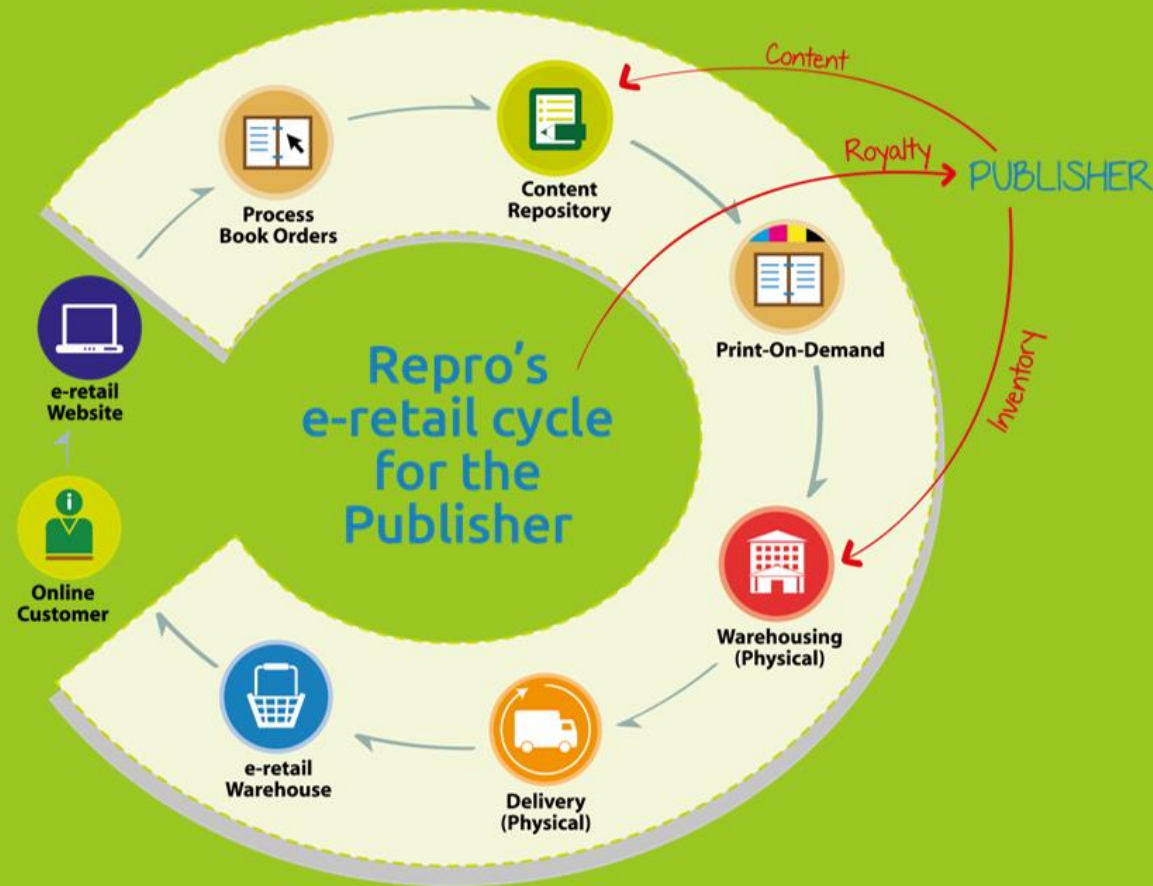 Content
Royalty
PUBLISHER
Inventory
Process
Book Orders
Content
Repository
Print-On-Demand
Warehousing
(Physical)
Delivery
(Physical)
e-retail
Warehouse
Online
Customer
e-retail
Website
Repro's
e-retail cycle
for the
Publisher